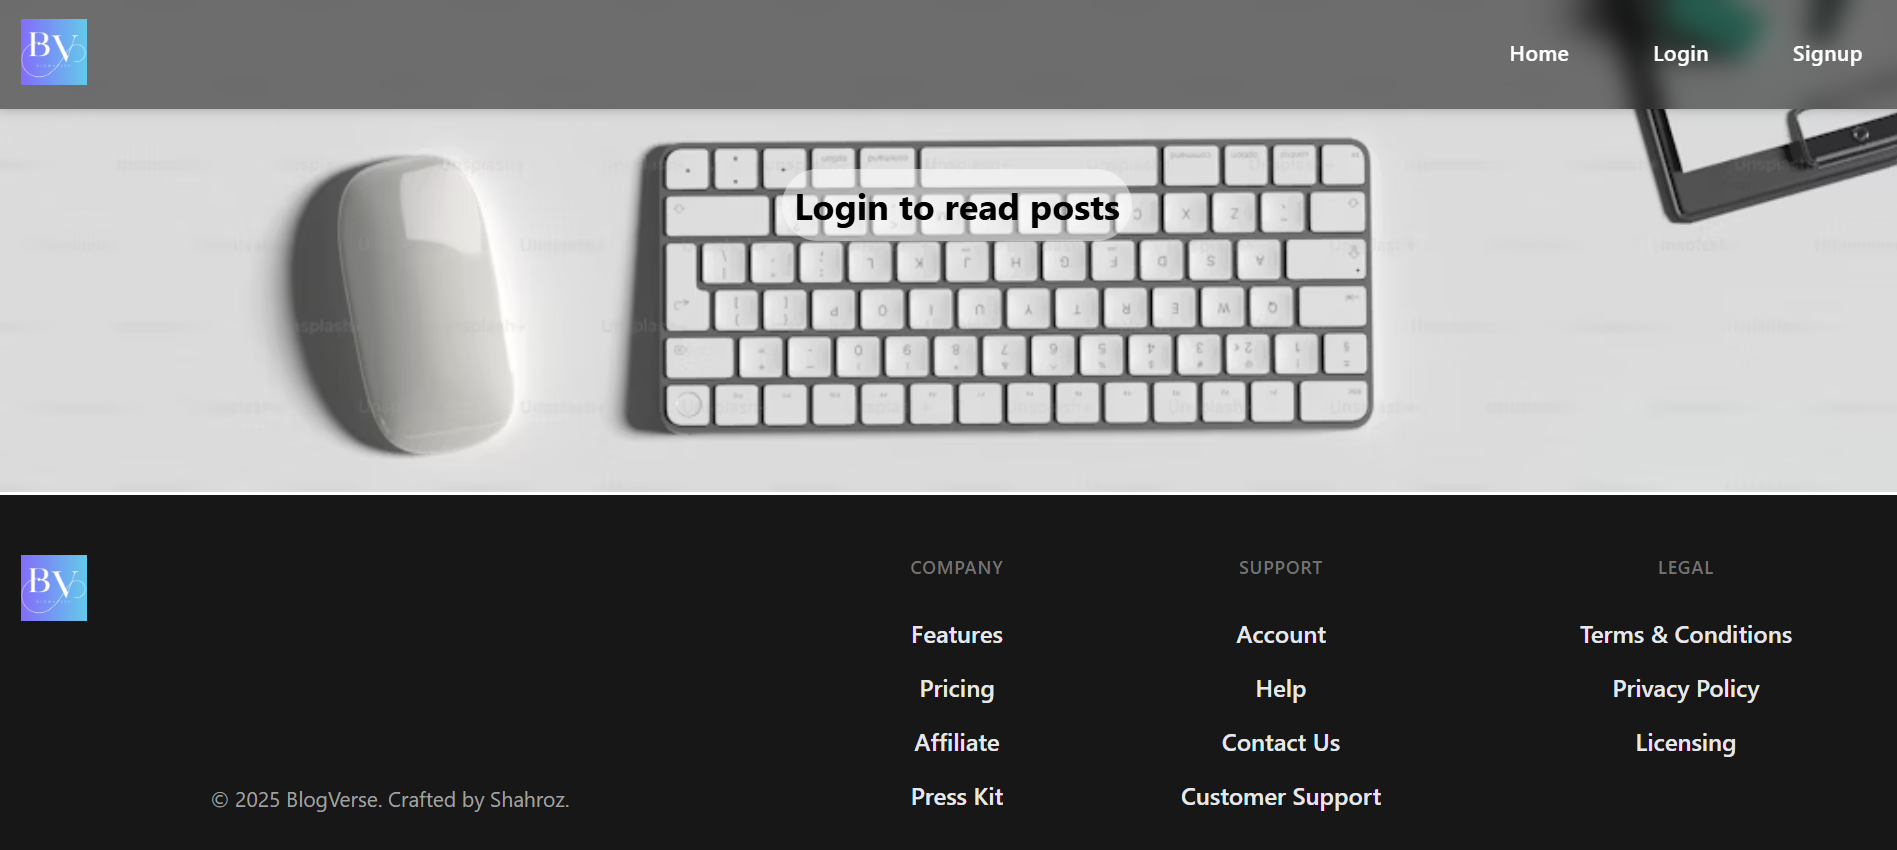 BV
Home
Login
Signup
Login to read posts
BV
COMPANY
Features
Pricing
Affiliate
Press Kit
SUPPORT
Account
Help
Contact Us
Customer Support
LEGAL
Terms & Conditions
Privacy Policy
Licensing
© 2025 BlogVerse. Crafted by Shahroz.